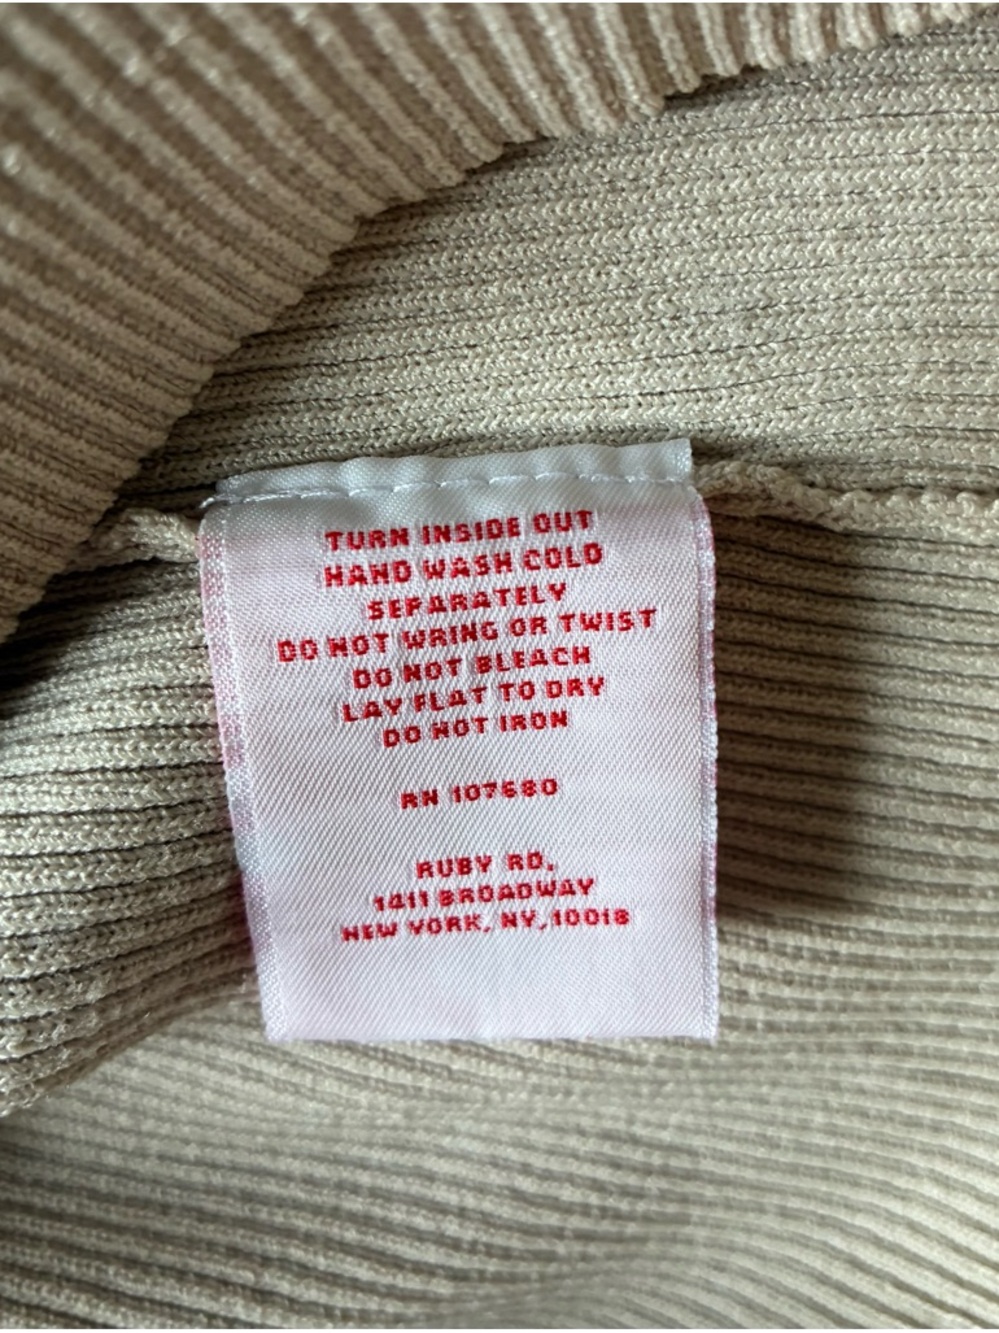 TURN INSIDE OUT
HAND WASH COLD
SEPARATELY
DO NOT WRING OR TWIST
DO NOT BLEACH
LAY FLAT TO DRY
DO NOT IRON
RN 107680
RUBY RD.
1411 BROADWAY
NEW YORK, NY, 10018